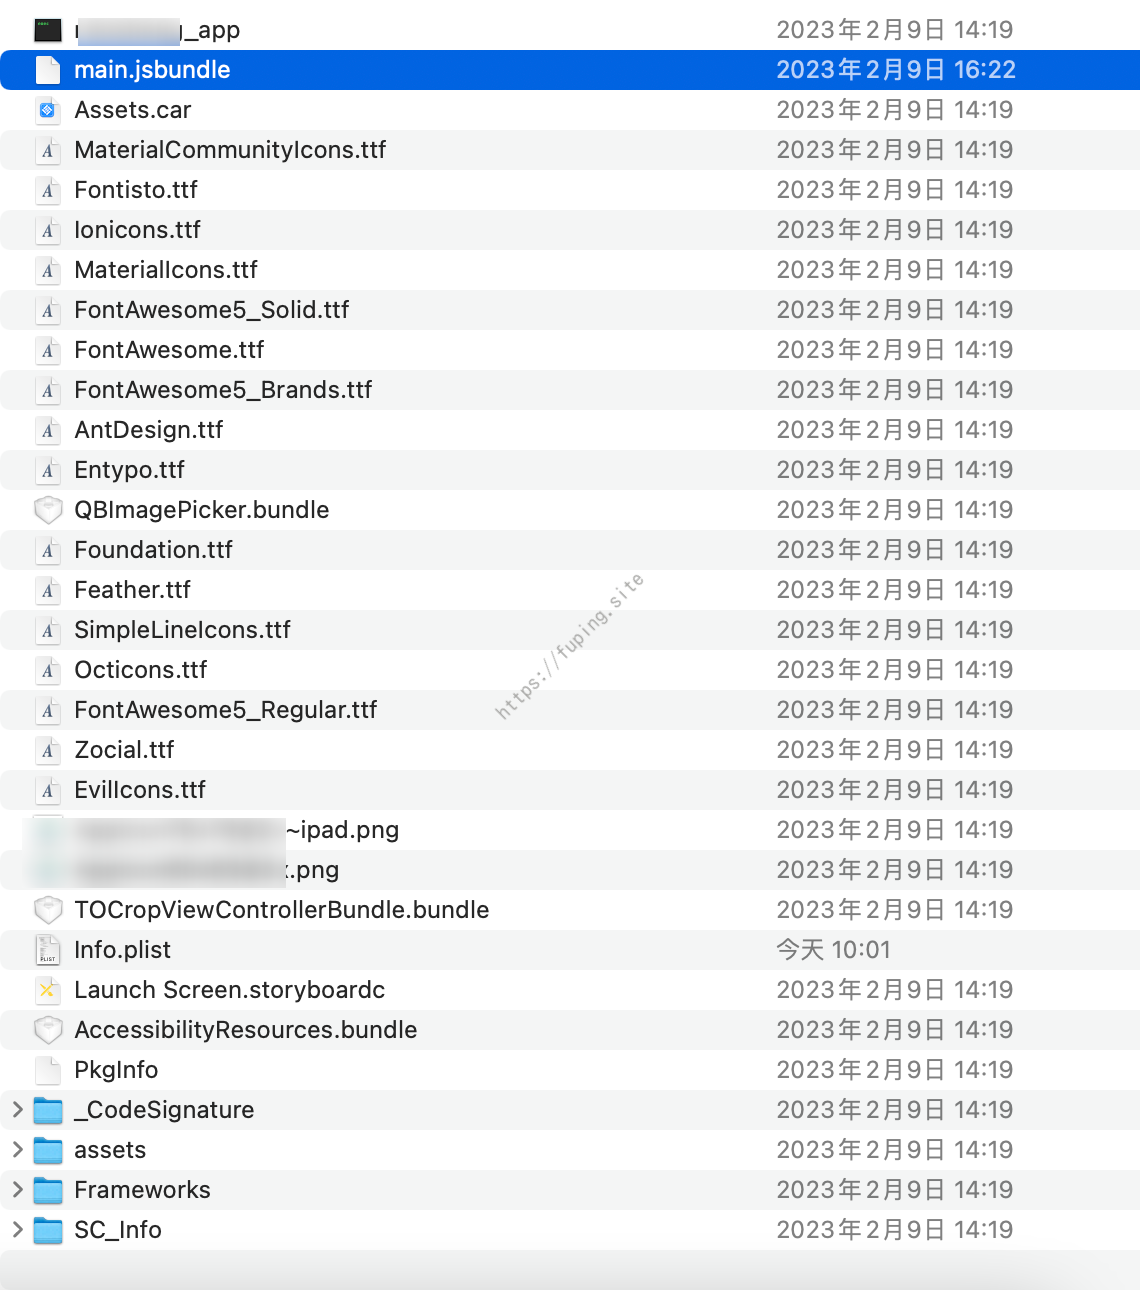 _app 2023年2月9日 14:19
main.jsbundle 2023年2月9日 16:22
Assets.car 2023年2月9日 14:19
MaterialCommunityIcons.ttf 2023年2月9日 14:19
Fontisto.ttf 2023年2月9日 14:19
Ionicons.ttf 2023年2月9日 14:19
MaterialIcons.ttf 2023年2月9日 14:19
FontAwesome5_Solid.ttf 2023年2月9日 14:19
FontAwesome.ttf 2023年2月9日 14:19
FontAwesome5_Brands.ttf 2023年2月9日 14:19
AntDesign.ttf 2023年2月9日 14:19
Entypo.ttf 2023年2月9日 14:19
QBImagePicker.bundle 2023年2月9日 14:19
Foundation.ttf 2023年2月9日 14:19
Feather.ttf 2023年2月9日 14:19
SimpleLineIcons.ttf 2023年2月9日 14:19
Octicons.ttf 2023年2月9日 14:19
https://fuping.site
FontAwesome5_Regular.ttf 2023年2月9日 14:19
Zocial.ttf 2023年2月9日 14:19
EvilIcons.ttf 2023年2月9日 14:19
~ipad.png 2023年2月9日 14:19
.png 2023年2月9日 14:19
TOCropViewControllerBundle.bundle 2023年2月9日 14:19
Info.plist 今天 10:01
Launch Screen.storyboardc 2023年2月9日 14:19
AccessibilityResources.bundle 2023年2月9日 14:19
PkgInfo 2023年2月9日 14:19
_CodeSignature 2023年2月9日 14:19
assets 2023年2月9日 14:19
Frameworks 2023年2月9日 14:19
SC_Info 2023年2月9日 14:19